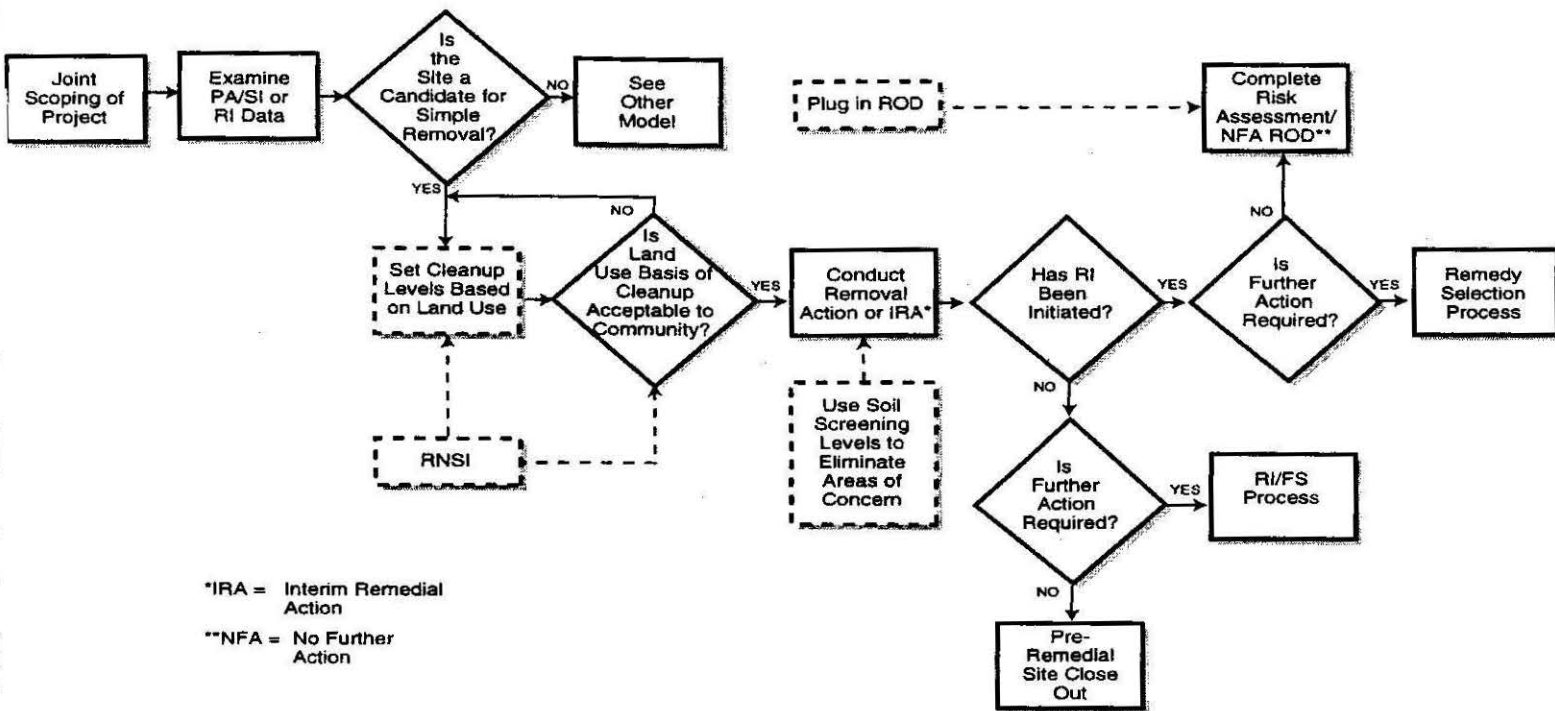 Joint
Scoping of
Project
Examine
PA/SI or
RI Data
Is
the
Site a
Candidate for
Simple
Removal?
NO
See
Other
Model
YES
Plug in ROD
Complete
Risk
Assessment/
NFA ROD**
NO
Set Cleanup
Levels Based
on Land Use
NO
Is
Land
Use Basis of
Cleanup
Acceptable to
Community?
YES
Conduct
Removal
Action or IRA*
Has RI
Been
Initiated?
YES
Is
Further
Action
Required?
YES
Remedy
Selection
Process
NO
RNSI
Use Soil
Screening
Levels to
Eliminate
Areas of
Concern
Is
Further
Action
Required?
YES
RI/FS
Process
NO
Pre-
Remedial
Site Close
Out
*IRA = Interim Remedial
Action
**NFA = No Further
Action